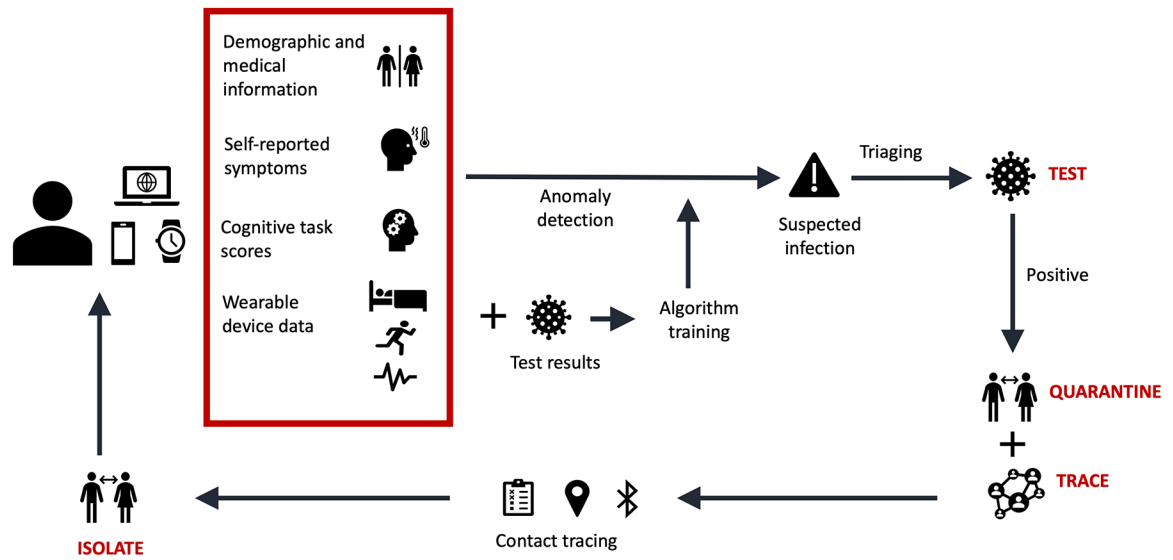 Demographic and
medical
information
Self-reported
symptoms
Cognitive task
scores
Wearable
device data
Anomaly
detection
Test results
Algorithm
training
Suspected
infection
Triaging
TEST
Positive
QUARANTINE
TRACE
Contact tracing
ISOLATE